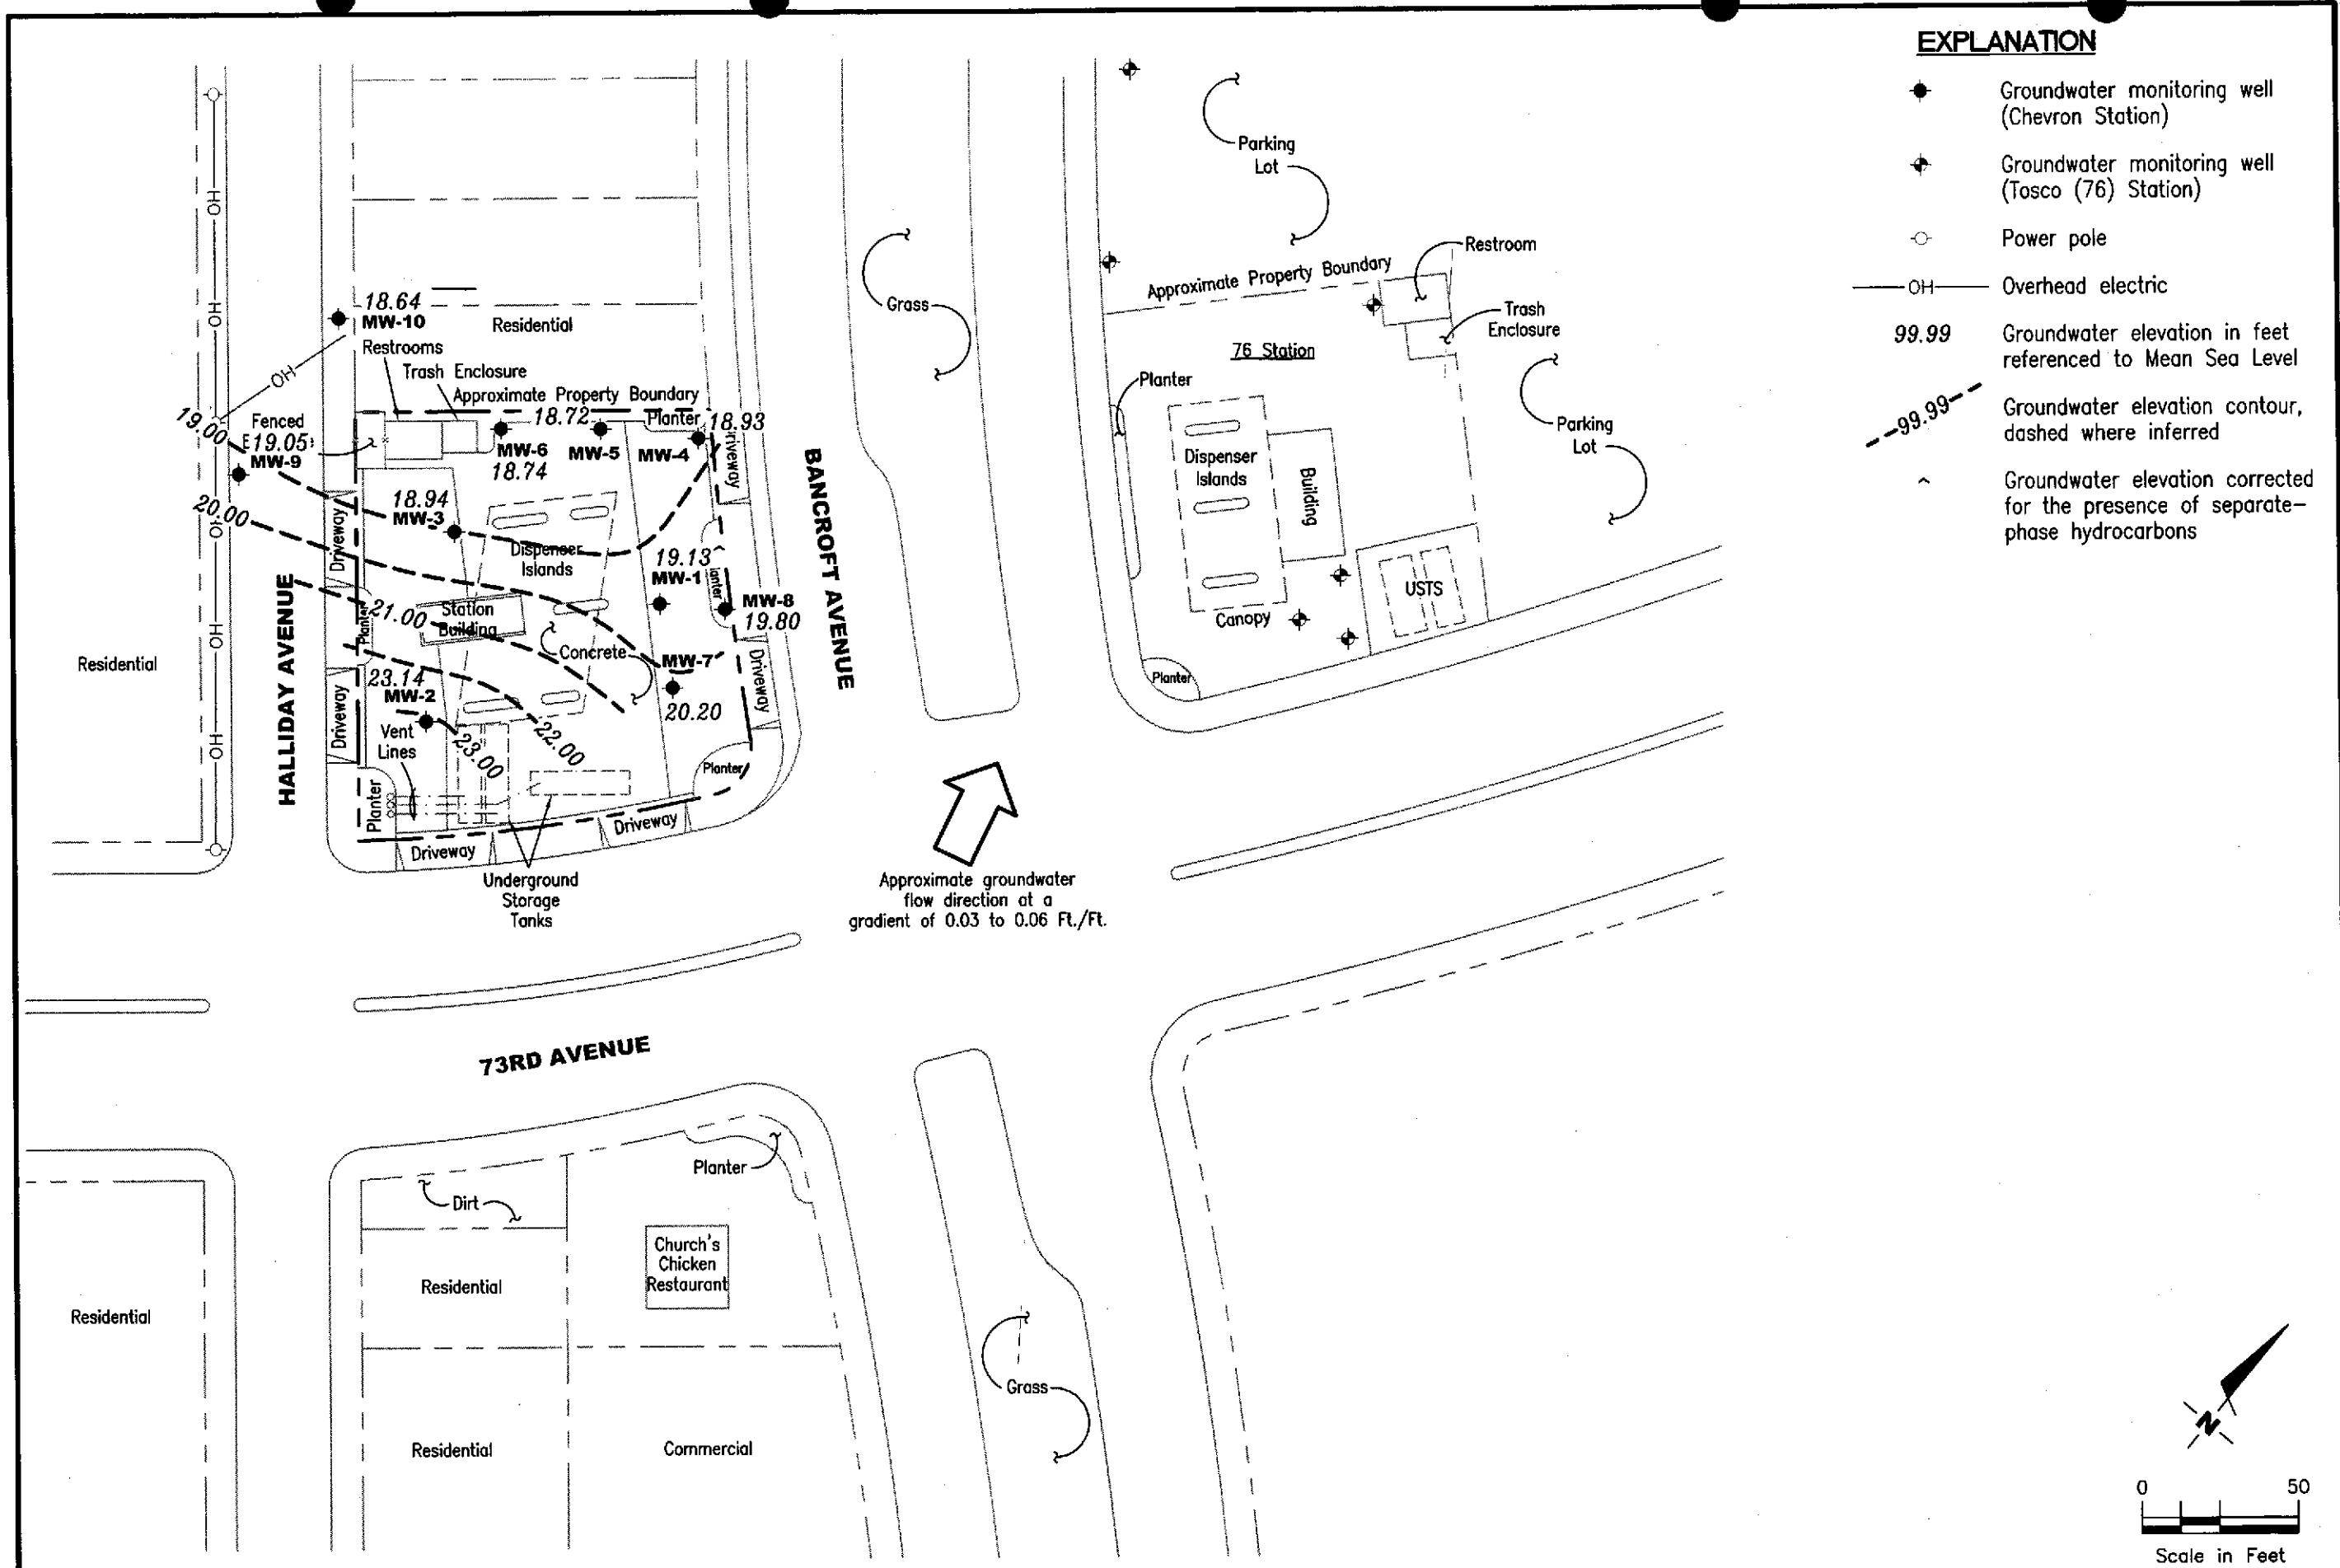 EXPLANATION
Groundwater monitoring well
(Chevron Station)
Groundwater monitoring well
(Tosco (76) Station)
Power pole
OH
Overhead electric
99.99
Groundwater elevation in feet
referenced to Mean Sea Level
99.99
Groundwater elevation contour,
dashed where inferred
^
Groundwater elevation corrected
for the presence of separate-
phase hydrocarbons
Parking
Lot
Restroom
Approximate Property Boundary
Trash
Enclosure
76 Station
Planter
Parking
Lot
Dispenser
Islands
Building
USTS
Canopy
Planter
Grass
OH
OH
OH
OH
OH
OH
18.64
MW-10
Residential
Restrooms
Trash Enclosure
Approximate Property Boundary
18.72
Planter
18.93
Driveway
19.00
Fenced
19.05
MW-9
MW-6
18.74
MW-5
MW-4
18.94
MW-3
20.00
Driveway
Dispenser
Islands
19.13^
MW-1
MW-8
19.80
BANCROFT AVENUE
HALLIDAY AVENUE
Planter
21.00
Station
Building
Concrete
MW-7
20.20
Driveway
Residential
23.14
MW-2
Driveway
Vent
Lines
23.00
22.00
Planter
Planter
Driveway
Driveway
Underground
Storage
Tanks
Approximate groundwater
flow direction at a
gradient of 0.03 to 0.06 Ft./Ft.
73RD AVENUE
Planter
Dirt
Church's
Chicken
Restaurant
Residential
Residential
Grass
Residential
Commercial
N
0 50
Scale in Feet